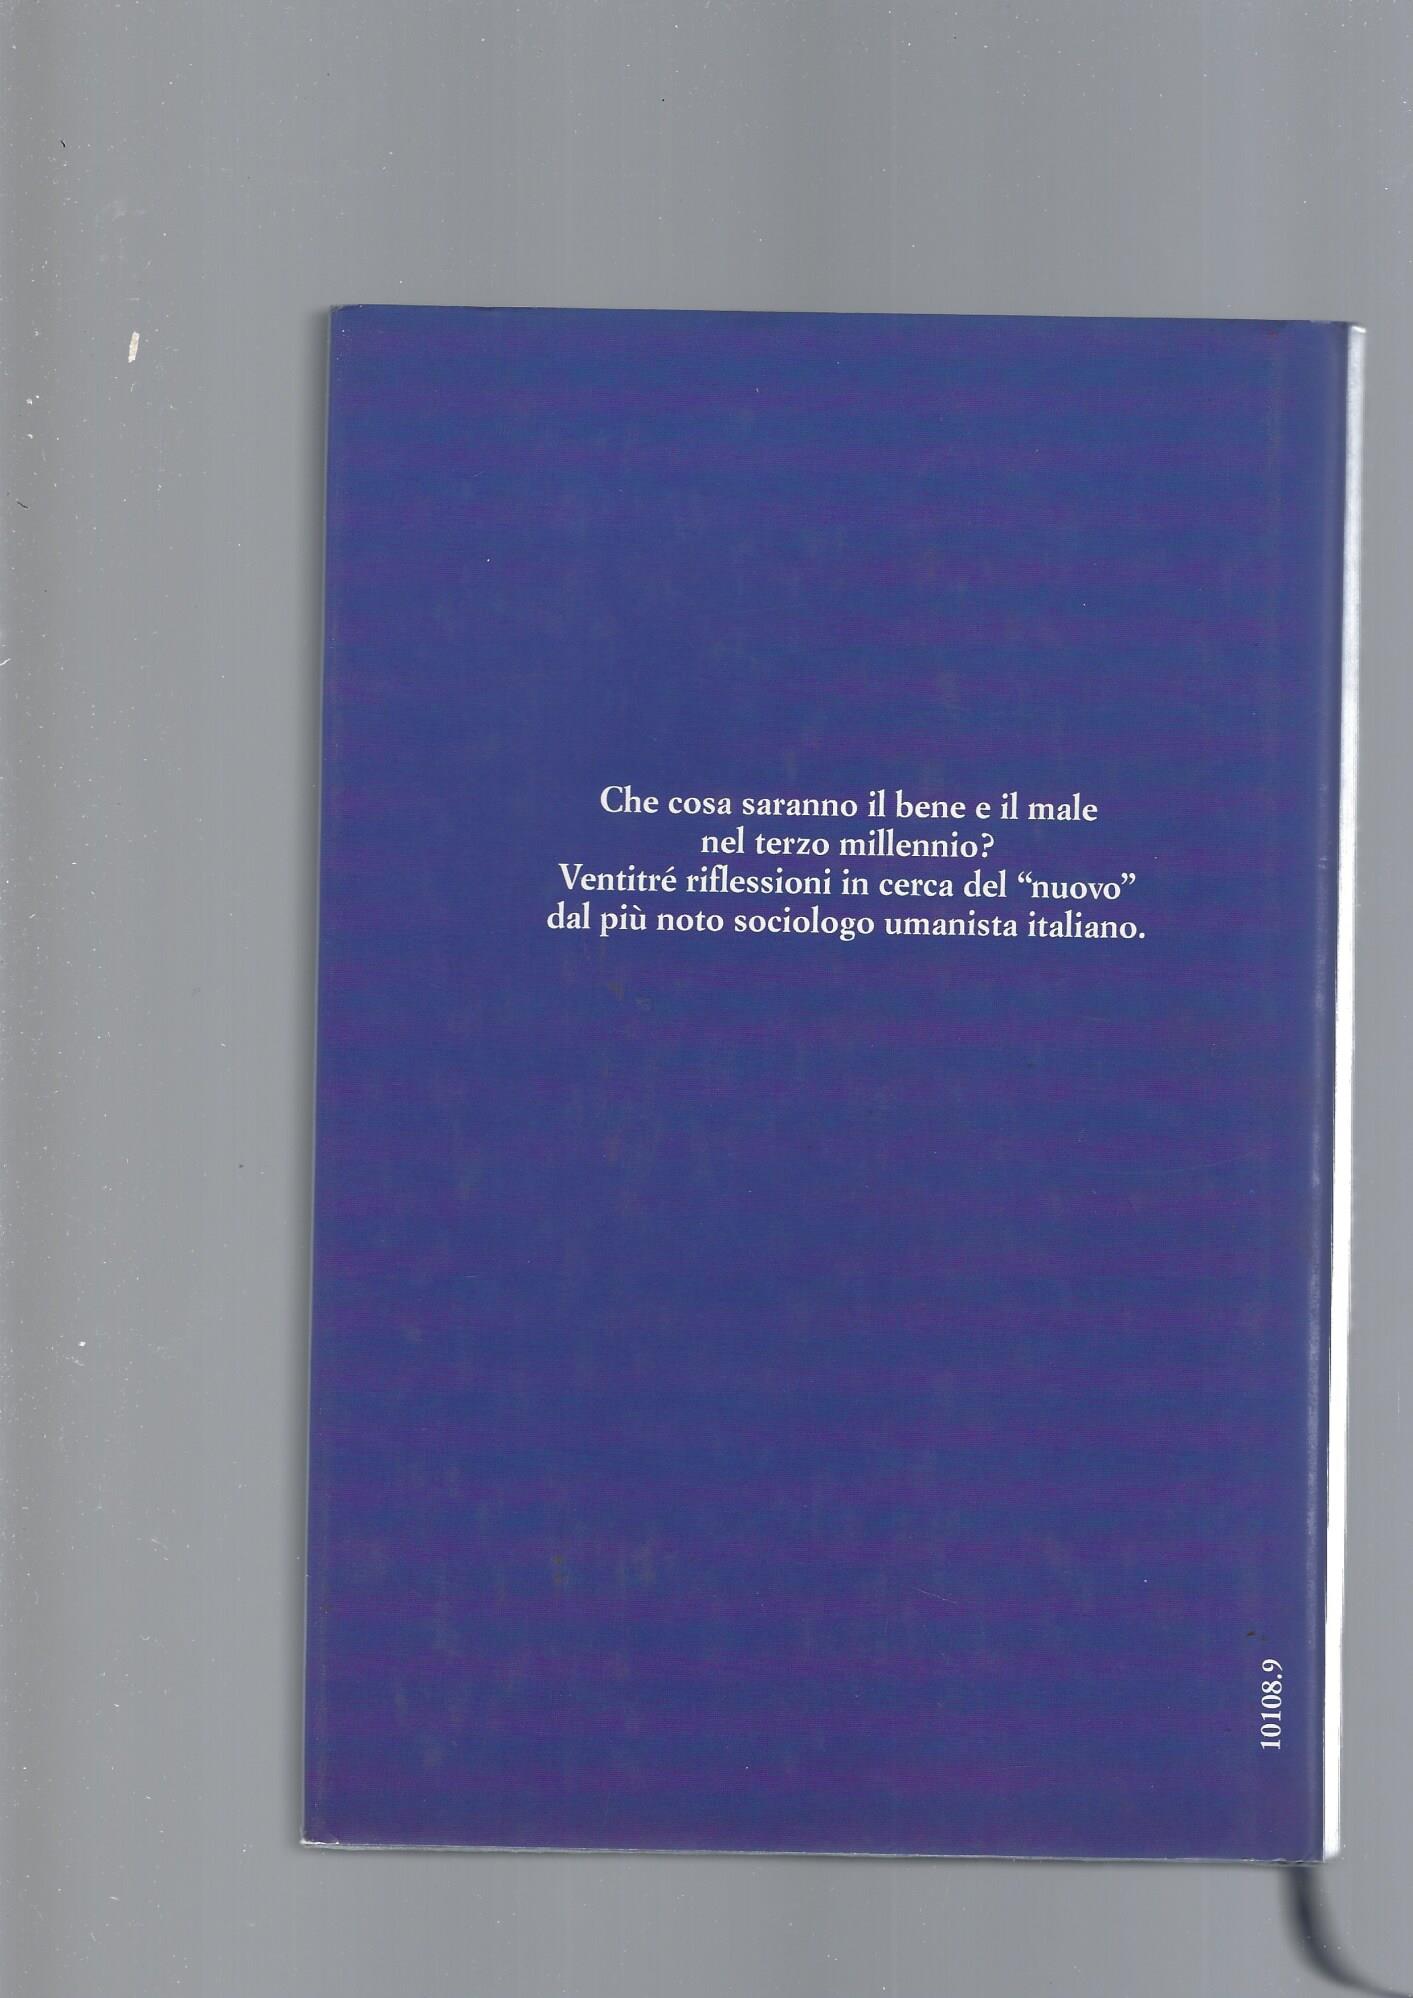 Che cosa saranno il bene e il male
nel terzo millennio?
Ventitré riflessioni in cerca del “nuovo”
dal più noto sociologo umanista italiano.
10108.9